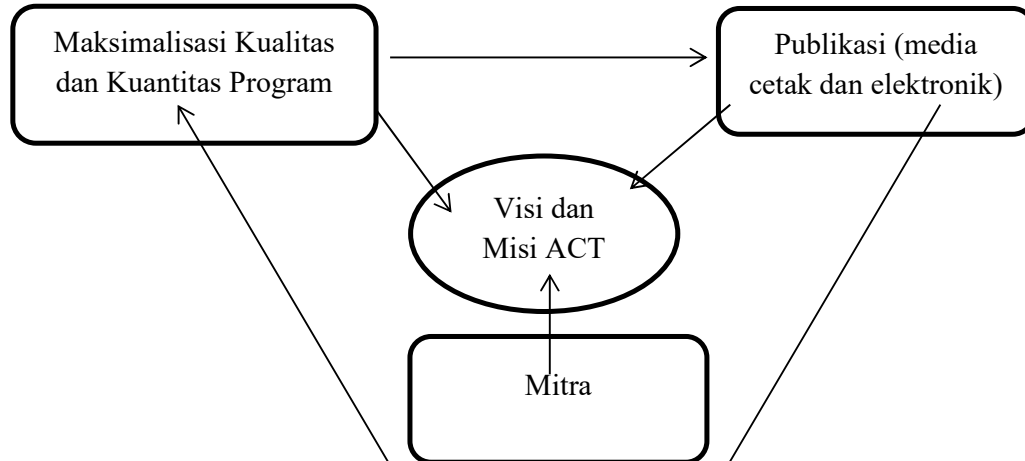 Maksimalisasi Kualitas
dan Kuantitas Program
Publikasi (media
cetak dan elektronik)
Visi dan
Misi ACT
Mitra